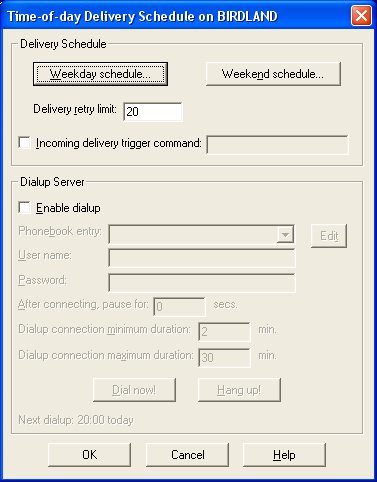 Time-of-day Delivery Schedule on BIRDLAND
Delivery Schedule
Weekday schedule... Weekend schedule...
Delivery retry limit: 20
Incoming delivery trigger command:
Dialup Server
Enable dialup
Phonebook entry: Edit
User name:
Password:
After connecting, pause for: 0 secs.
Dialup connection minimum duration: 2 min.
Dialup connection maximum duration: 30 min.
Dial now! Hang up!
Next dialup: 20:00 today
OK Cancel Help